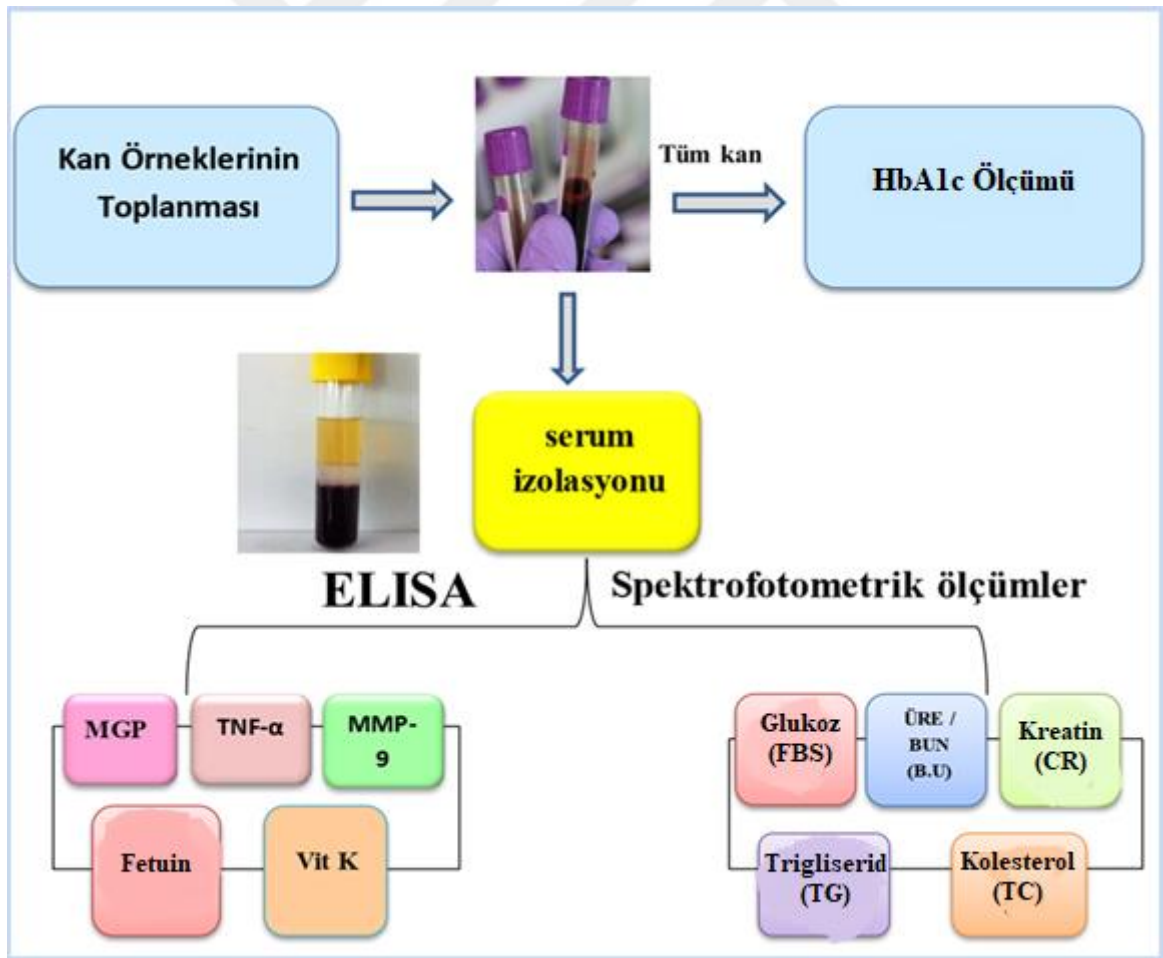 Kan Örneklerinin
Toplanması
Tüm kan
HbA1c Ölçümü
serum
izolasyonu
ELISA
Spektrofotometrik ölçümler
MGP
TNF-α
MMP-
9
Fetuin
Vit K
Glukoz
(FBS)
ÜRE /
BUN
(B.U)
Kreatin
(CR)
Trigliserid
(TG)
Kolesterol
(TC)